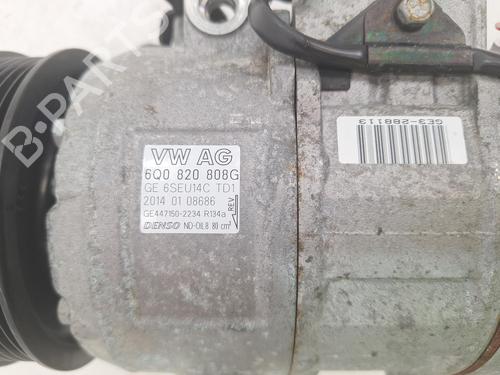 B-PARTS
VW AG
6Q0 820 808G
GE 6SEU14C TD1
2014 01 08686
GE447150-2234 R134a
DENSO ND-OIL8 80 cm³
REV
GE3-288113